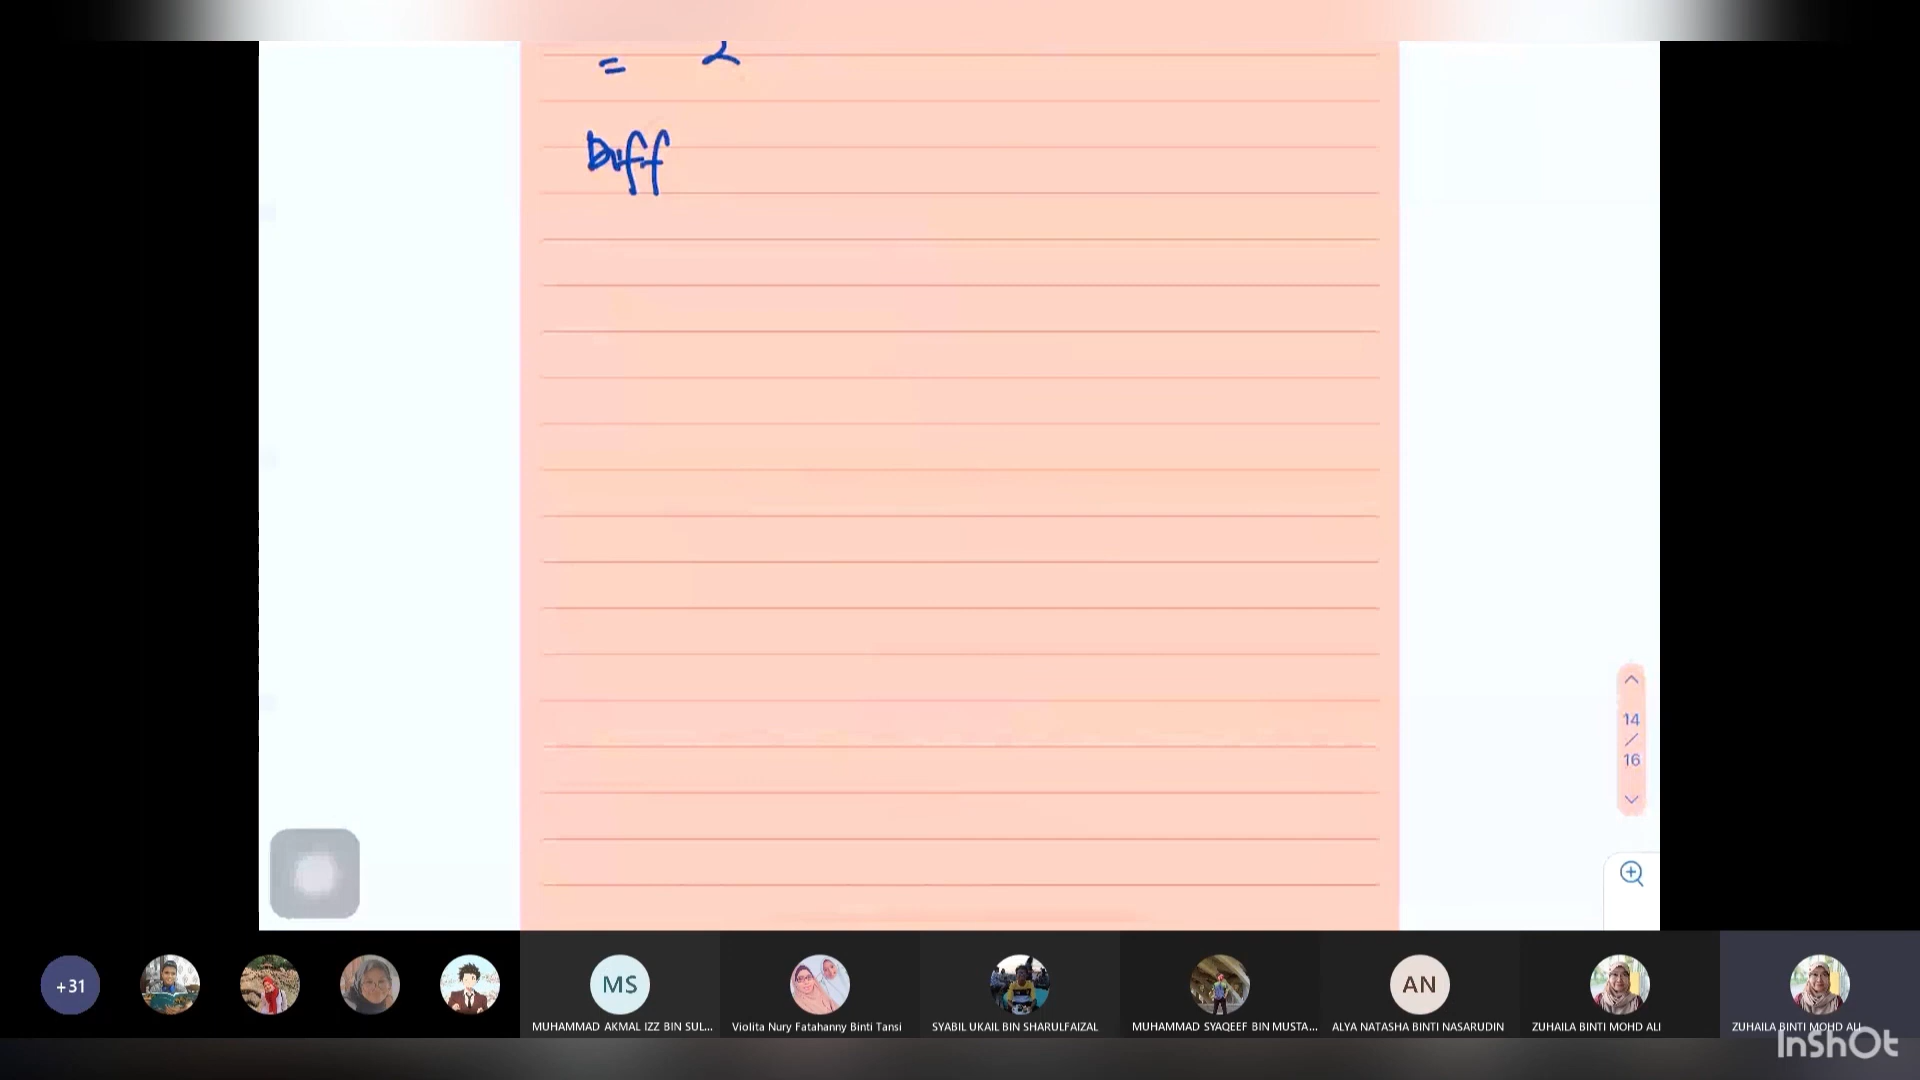 =
Diff
14
/
16
+31
MS
AN
MUHAMMAD AKMAL IZZ BIN SUL...
Violita Nury Fatahanny Binti Tansi
SYABIL UKAIL BIN SHARULFAIZAL
MUHAMMAD SYAQEEF BIN MUSTA...
ALYA NATASHA BINTI NASARUDIN
ZUHAILA BINTI MOHD ALI
ZUHAILA BINTI MOHD ALI
InShOt